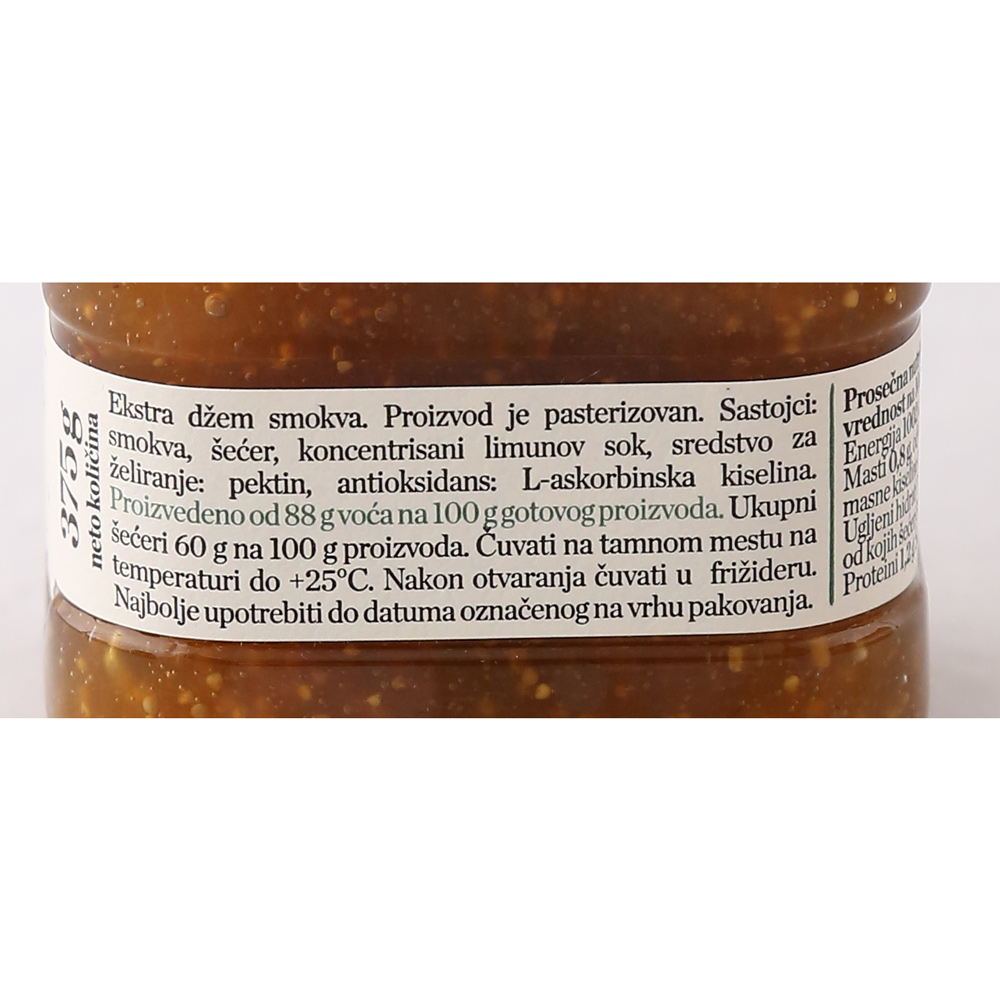 375g
neto količina
Ekstra džem smokva. Proizvod je pasterizovan. Sastojci:
smokva, šećer, koncentrisani limunov sok, sredstvo za
želiranje: pektin, antioksidans: L-askorbinska kiselina.
Proizvedeno od 88 g voća na 100 g gotovog proizvoda. Ukupni
šećeri 60 g na 100 g proizvoda. Čuvati na tamnom mestu na
temperaturi do +25°C. Nakon otvaranja čuvati u frižideru.
Najbolje upotrebiti do datuma označenog na vrhu pakovanja.
Prosečna
vrednost na
Energija
Masti 0,8 g
masne
Ugljeni
od kojih
Proteini 1,2 g